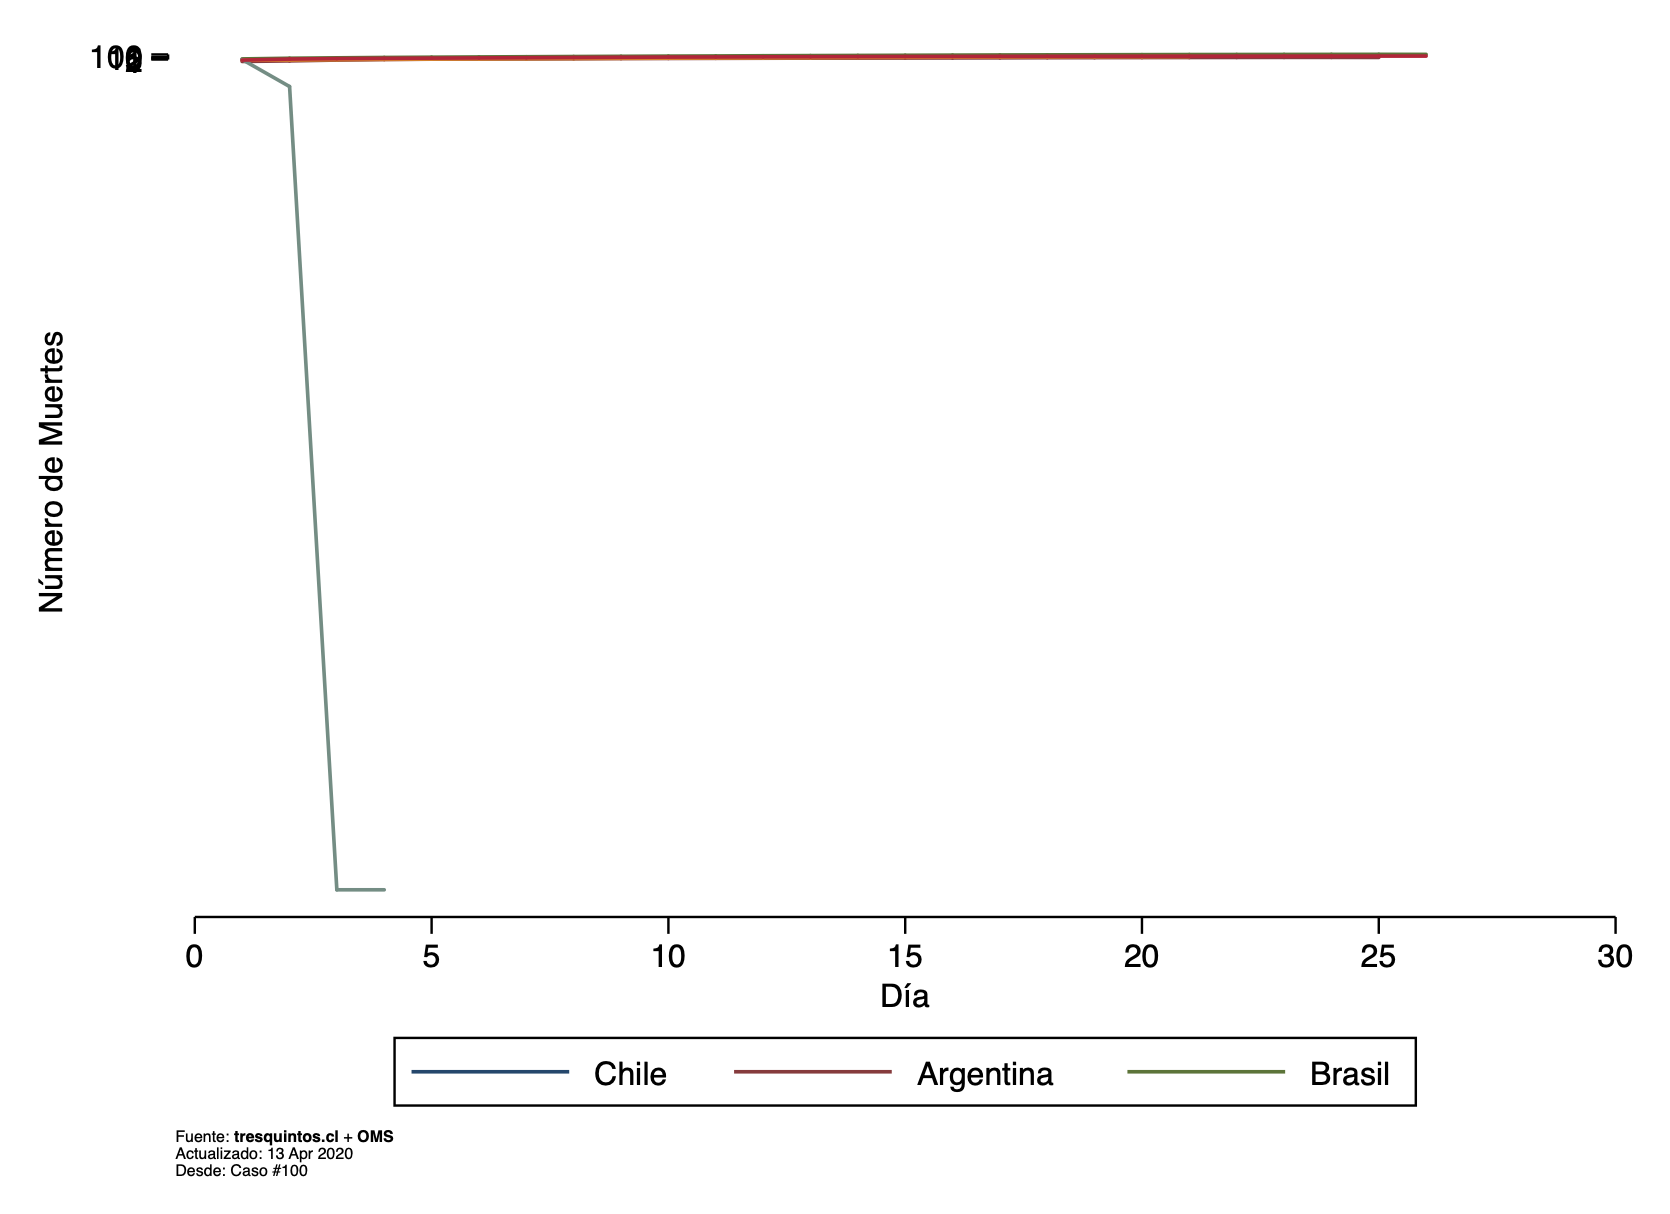 Número de Muertes
0 5 10 15 20 25 30
Día
Chile Argentina Brasil
Fuente: tresquintos.cl + OMS
Actualizado: 13 Apr 2020
Desde: Caso #100